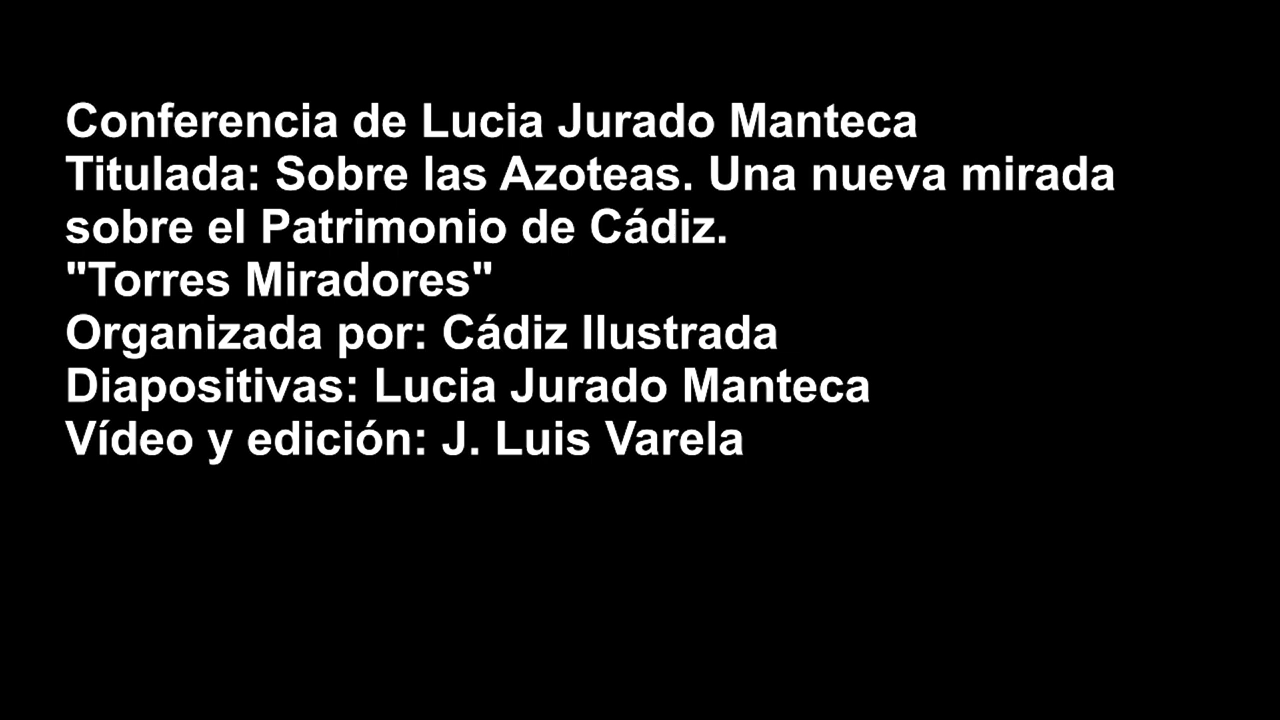 Conferencia de Lucia Jurado Manteca
Titulada: Sobre las Azoteas. Una nueva mirada
sobre el Patrimonio de Cádiz.
"Torres Miradores"
Organizada por: Cádiz Ilustrada
Diapositivas: Lucia Jurado Manteca
Vídeo y edición: J. Luis Varela